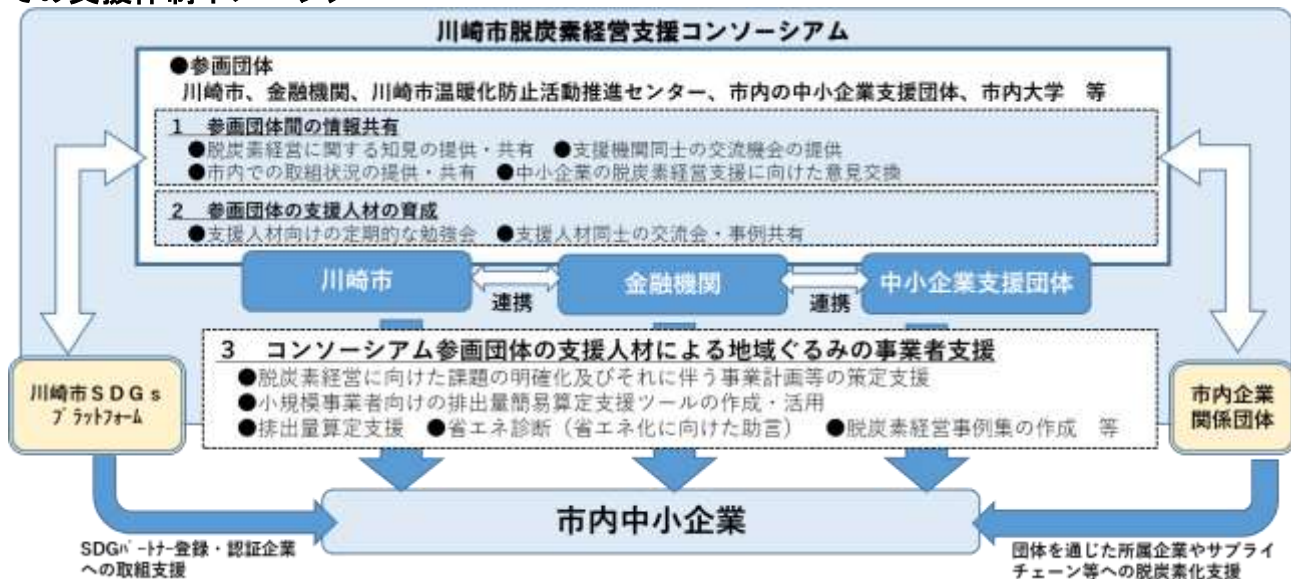 川崎市脱炭素経営支援コンソーシアム
●参画団体
川崎市、金融機関、川崎市温暖化防止活動推進センター、市内の中小企業支援団体、市内大学 等
1 参画団体間の情報共有
●脱炭素経営に関する知見の提供・共有 ●支援機関同士の交流機会の提供
●市内での取組状況の提供・共有 ●中小企業の脱炭素経営支援に向けた意見交換
2 参画団体の支援人材の育成
●支援人材向けの定期的な勉強会 ●支援人材同士の交流会・事例共有
川崎市
連携
金融機関
連携
中小企業支援団体
3 コンソーシアム参画団体の支援人材による地域ぐるみの事業者支援
●脱炭素経営に向けた課題の明確化及びそれに伴う事業計画等の策定支援
●小規模事業者向けの排出量簡易算定支援ツールの作成・活用
●排出量算定支援 ●省エネ診断（省エネ化に向けた助言） ●脱炭素経営事例集の作成 等
川崎市ＳＤＧｓ
ﾌﾟﾗｯﾄﾌｫｰﾑ
市内企業
関係団体
市内中小企業
SDGﾊﾟｰﾄﾅｰ登録・認証企業
への取組支援
団体を通じた所属企業やサプライ
チェーン等への脱炭素化支援